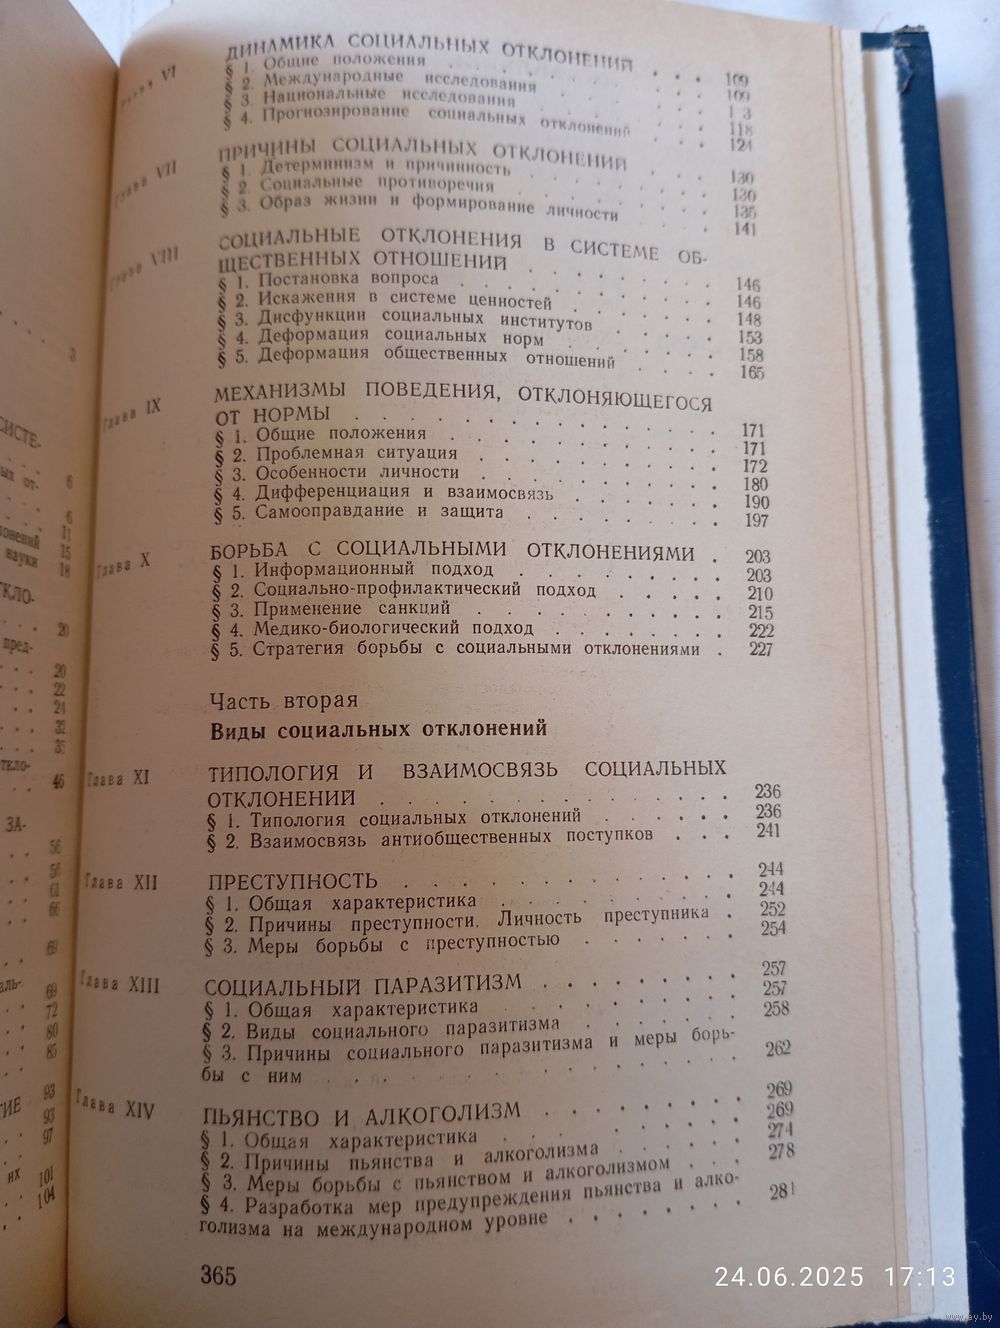 Глава VI ДИНАМИКА СОЦИАЛЬНЫХ ОТКЛОНЕНИЙ . . . 109
§ 1. Общие положения . . . 109
§ 2. Международные исследования . . .
§ 3. Национальные исследования . . . 118
§ 4. Прогнозирование социальных отклонений . . . 124
Глава VII ПРИЧИНЫ СОЦИАЛЬНЫХ ОТКЛОНЕНИЙ . . . 130
§ 1. Детерминизм и причинность . . . 130
§ 2. Социальные противоречия . . . 135
§ 3. Образ жизни и формирование личности . . . 141
Глава VIII СОЦИАЛЬНЫЕ ОТКЛОНЕНИЯ В СИСТЕМЕ ОБ-
ЩЕСТВЕННЫХ ОТНОШЕНИЙ . . . 146
§ 1. Постановка вопроса . . . 146
§ 2. Искажения в системе ценностей . . . 148
§ 3. Дисфункции социальных институтов . . . 153
§ 4. Деформация социальных норм . . . 158
§ 5. Деформация общественных отношений . . . 165
Глава IX МЕХАНИЗМЫ ПОВЕДЕНИЯ, ОТКЛОНЯЮЩЕГОСЯ
ОТ НОРМЫ . . . 171
§ 1. Общие положения . . . 171
§ 2. Проблемная ситуация . . . 172
§ 3. Особенности личности . . . 180
§ 4. Дифференциация и взаимосвязь . . . 190
§ 5. Самооправдание и защита . . . 197
Глава X БОРЬБА С СОЦИАЛЬНЫМИ ОТКЛОНЕНИЯМИ . 203
§ 1. Информационный подход . . . 203
§ 2. Социально-профилактический подход . . . 210
§ 3. Применение санкций . . . 215
§ 4. Медико-биологический подход . . . 222
§ 5. Стратегия борьбы с социальными отклонениями . 227
Часть вторая
Виды социальных отклонений
Глава XI ТИПОЛОГИЯ И ВЗАИМОСВЯЗЬ СОЦИАЛЬНЫХ
ОТКЛОНЕНИЙ . . . 236
§ 1. Типология социальных отклонений . . . 236
§ 2. Взаимосвязь антиобщественных поступков . . . 241
Глава XII ПРЕСТУПНОСТЬ . . . 244
§ 1. Общая характеристика . . . 244
§ 2. Причины преступности. Личность преступника . 252
§ 3. Меры борьбы с преступностью . . . 254
Глава XIII СОЦИАЛЬНЫЙ ПАРАЗИТИЗМ . . . 257
§ 1. Общая характеристика . . . 257
§ 2. Виды социального паразитизма . . . 258
§ 3. Причины социального паразитизма и меры борь-
бы с ним . . . 262
Глава XIV ПЬЯНСТВО И АЛКОГОЛИЗМ . . . 269
§ 1. Общая характеристика . . . 269
§ 2. Причины пьянства и алкоголизма . . . 274
§ 3. Меры борьбы с пьянством и алкоголизмом . . . 278
§ 4. Разработка мер предупреждения пьянства и алко-
голизма на международном уровне . . . 281
365
24.06.2025 17:13
www.ay.by